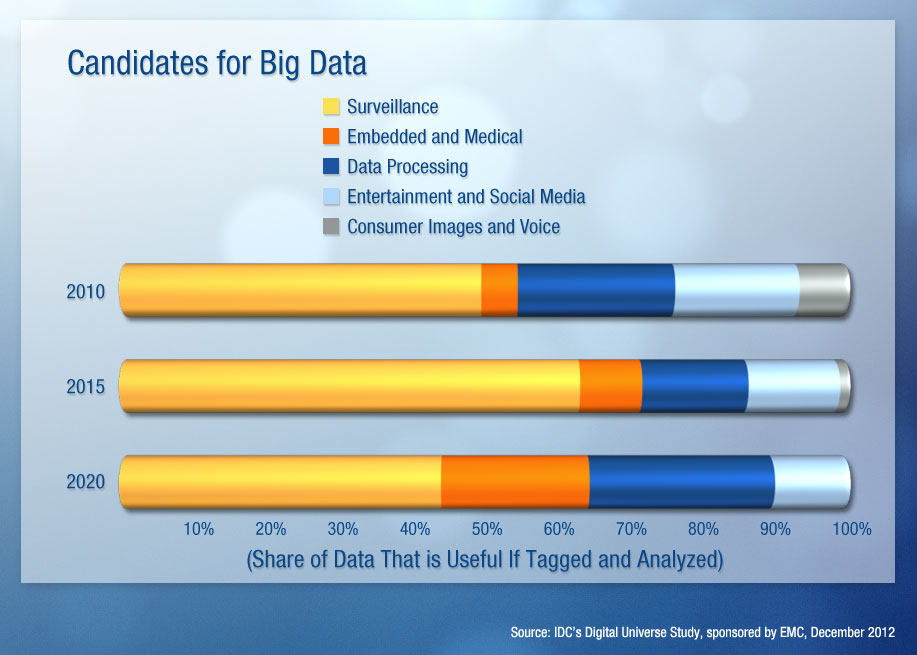 Candidates for Big Data
Surveillance
Embedded and Medical
Data Processing
Entertainment and Social Media
Consumer Images and Voice
2010
2015
2020
10% 20% 30% 40% 50% 60% 70% 80% 90% 100%
(Share of Data That is Useful If Tagged and Analyzed)
Source: IDC's Digital Universe Study, sponsored by EMC, December 2012